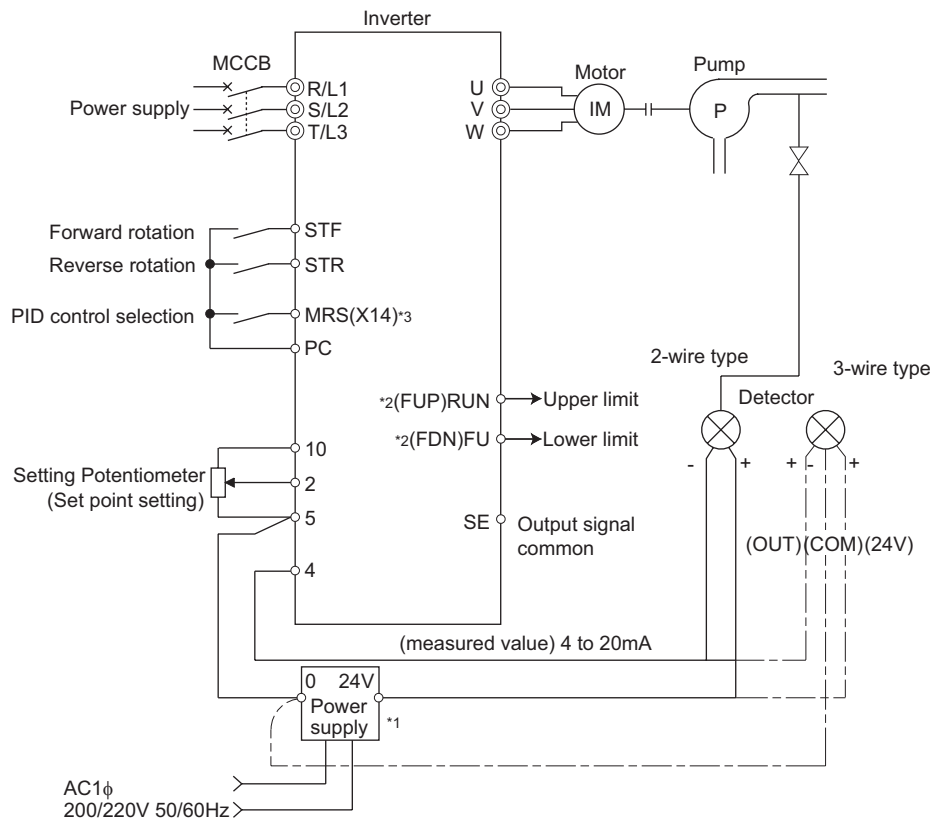 Inverter
MCCB
Power supply
R/L1
S/L2
T/L3
U
V
W
Motor
IM
Pump
P
Forward rotation
STF
Reverse rotation
STR
PID control selection
MRS(X14)*3
PC
2-wire type
3-wire type
Detector
*2(FUP)RUN
Upper limit
*2(FDN)FU
Lower limit
- + + - +
10
Setting Potentiometer
(Set point setting)
2
5
SE
Output signal
common
(OUT)(COM)(24V)
4
(measured value) 4 to 20mA
0 24V
Power
supply
*1
AC1ϕ
200/220V 50/60Hz